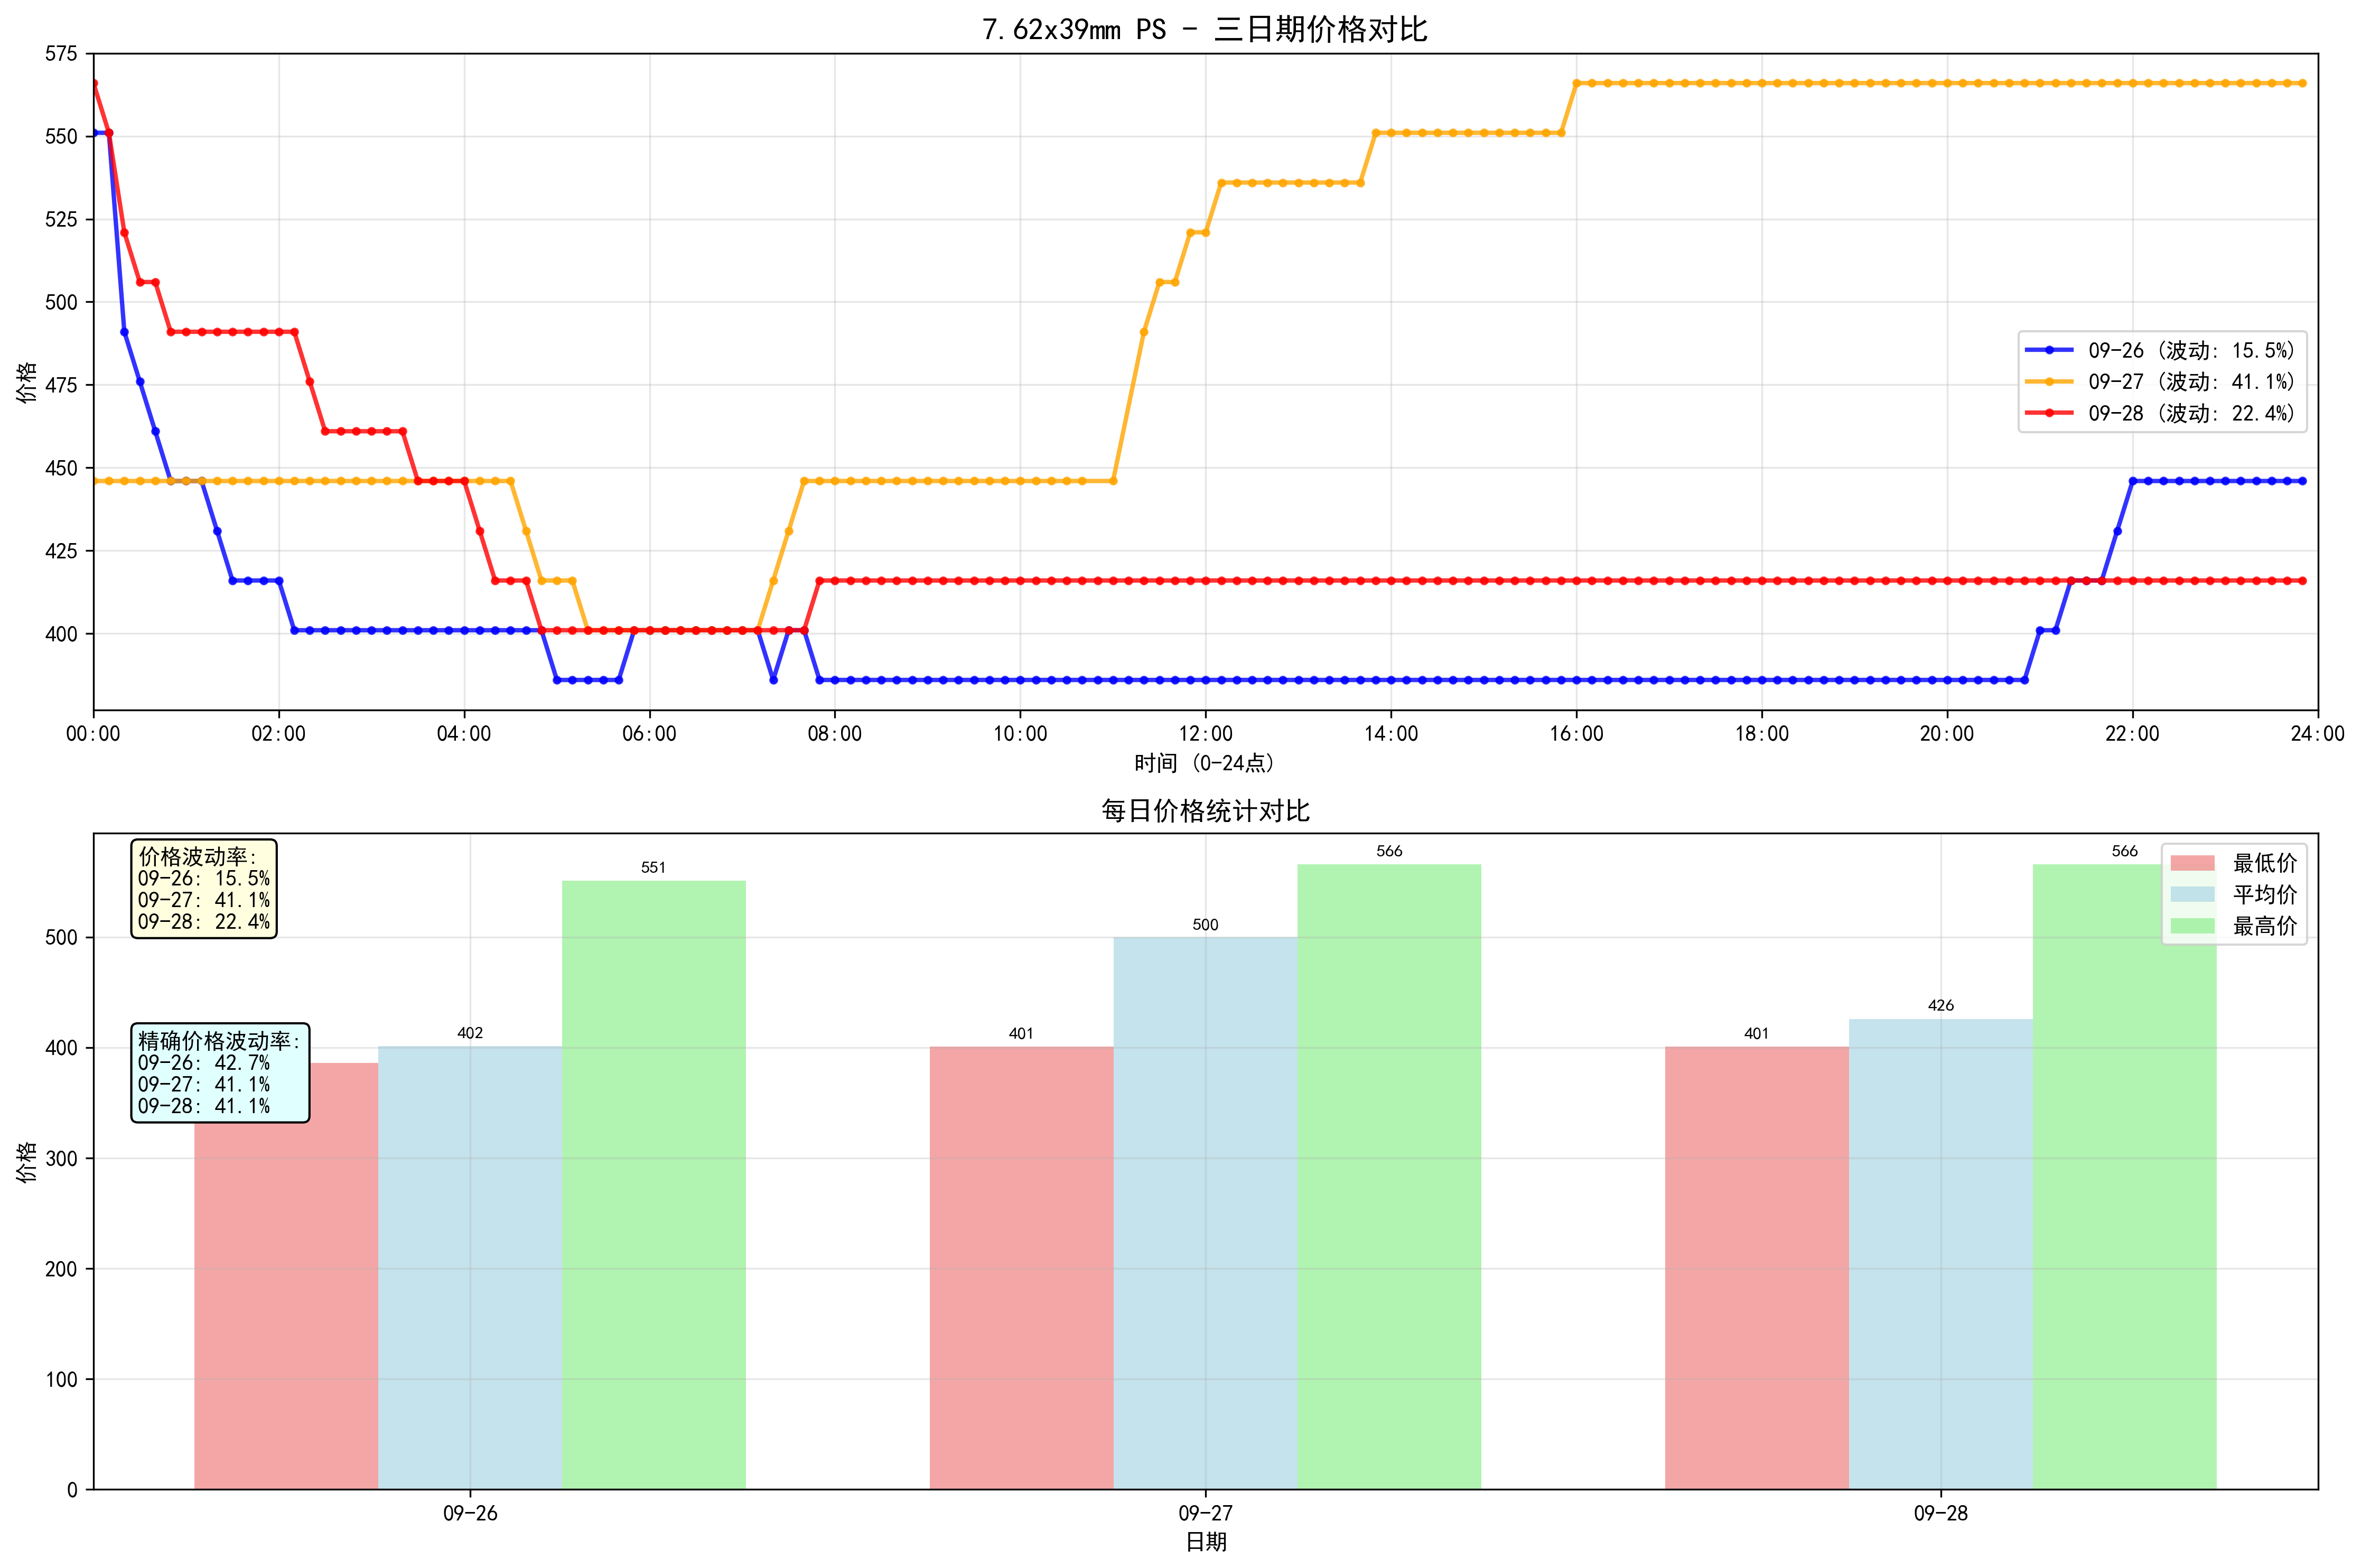 7.62x39mm PS - 三日期价格对比
575
550
525
500
475
450
425
400
价格
09-26 (波动: 15.5%)
09-27 (波动: 41.1%)
09-28 (波动: 22.4%)
00:00 02:00 04:00 06:00 08:00 10:00 12:00 14:00 16:00 18:00 20:00 22:00 24:00
时间 (0-24点)
每日价格统计对比
价格波动率:
09-26: 15.5%
09-27: 41.1%
09-28: 22.4%
精确价格波动率:
09-26: 42.7%
09-27: 41.1%
09-28: 41.1%
最低价
平均价
最高价
402 551
401 500 566
401 426 566
500
400
300
200
100
0
价格
09-26 09-27 09-28
日期